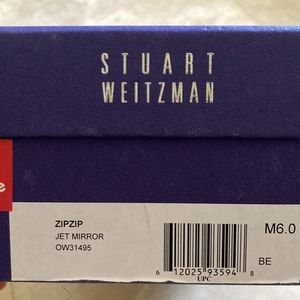 STUART
WEITZMAN
ZIPZIP
JET MIRROR
OW31495
M6.0
BE
6 12025 93594 8
UPC